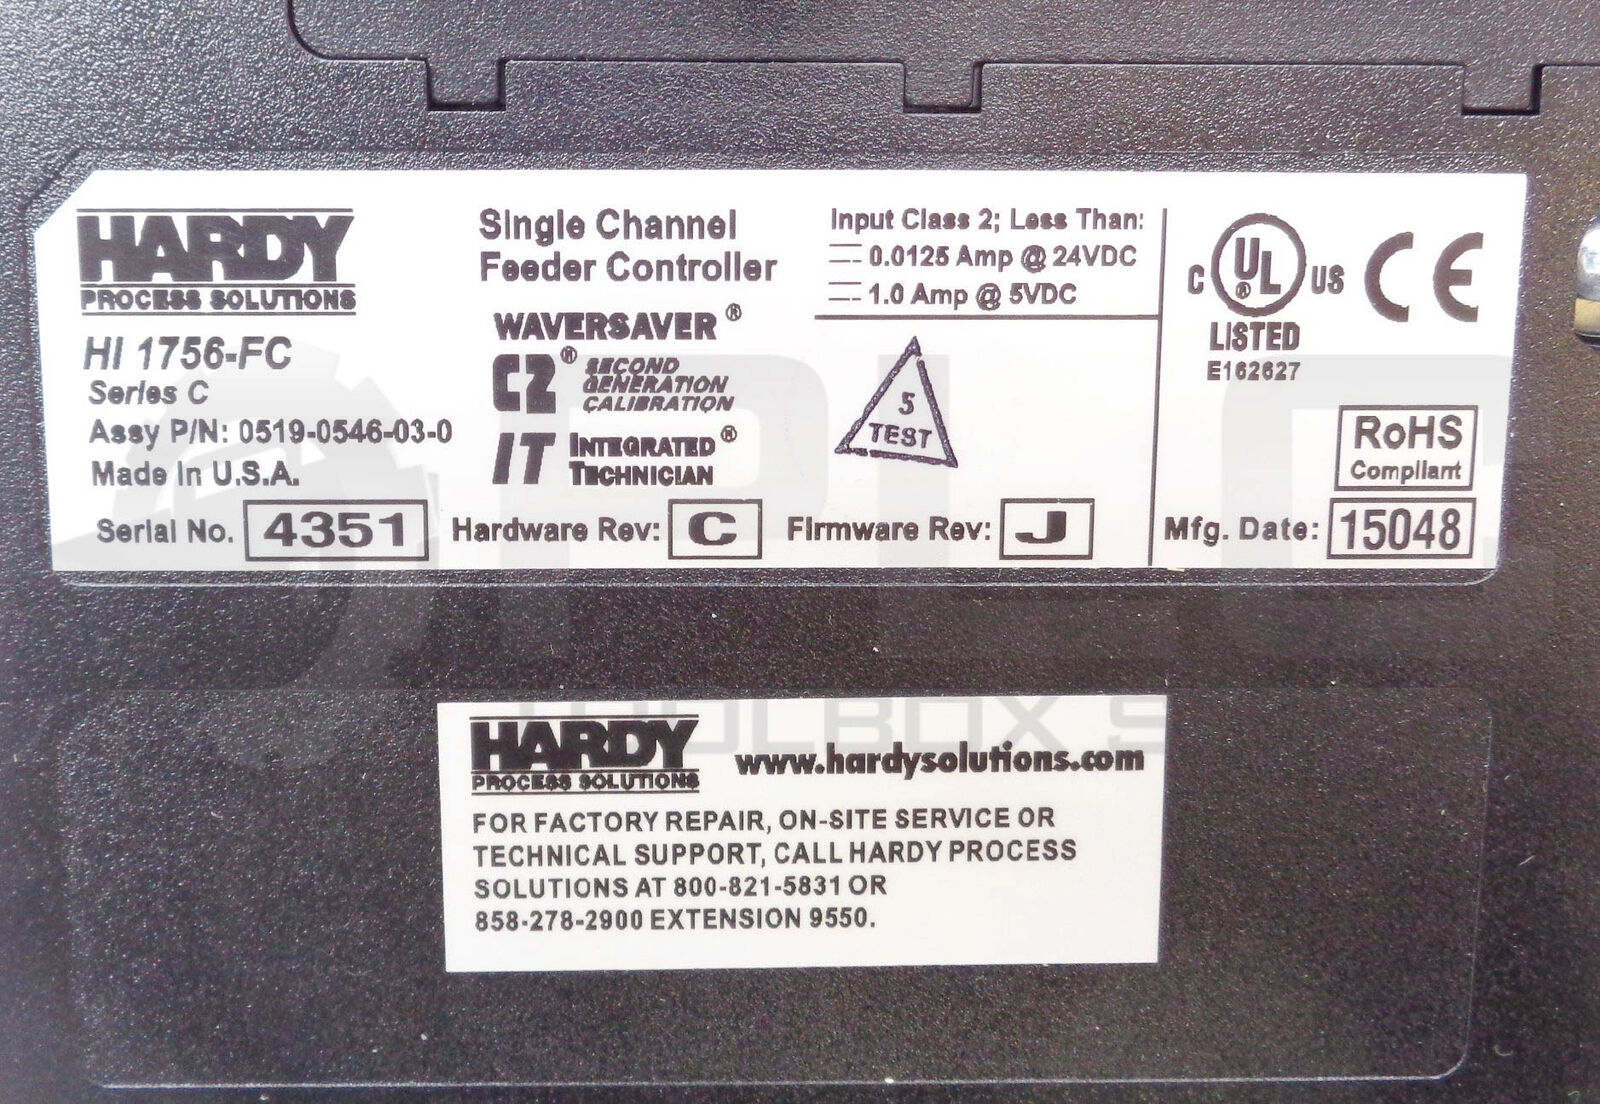 HARDY
PROCESS SOLUTIONS
HI 1756-FC
Series C
Assy P/N: 0519-0546-03-0
Made in U.S.A.
Serial No. 4351
Single Channel
Feeder Controller
WAVERSAVER®
C2® SECOND
GENERATION
CALIBRATION
IT INTEGRATED®
TECHNICIAN
Hardware Rev: C
Firmware Rev: J
Input Class 2; Less Than:
0.0125 Amp @ 24VDC
1.0 Amp @ 5VDC
5
TEST
C UL® US CE
LISTED
E162627
RoHS
Compliant
Mfg. Date: 15048
PLC
TOOLBOX S
HARDY
PROCESS SOLUTIONS
www.hardysolutions.com
FOR FACTORY REPAIR, ON-SITE SERVICE OR
TECHNICAL SUPPORT, CALL HARDY PROCESS
SOLUTIONS AT 800-821-5831 OR
858-278-2900 EXTENSION 9550.